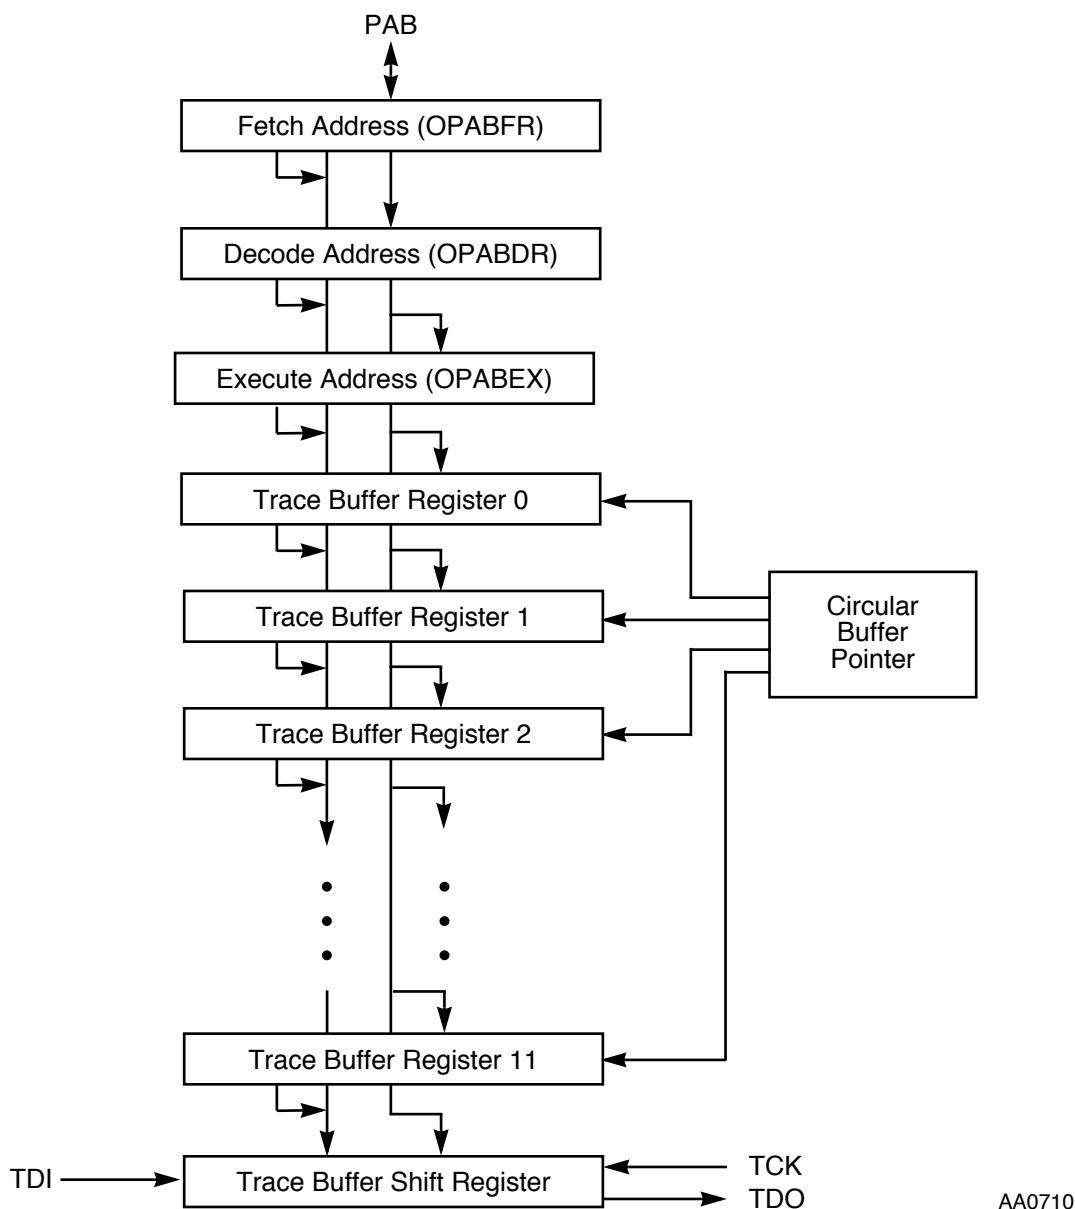 PAB
Fetch Address (OPABFR)
Decode Address (OPABDR)
Execute Address (OPABEX)
Trace Buffer Register 0
Trace Buffer Register 1
Circular
Buffer
Pointer
Trace Buffer Register 2
Trace Buffer Register 11
TDI
Trace Buffer Shift Register
TCK
TDO
AA0710